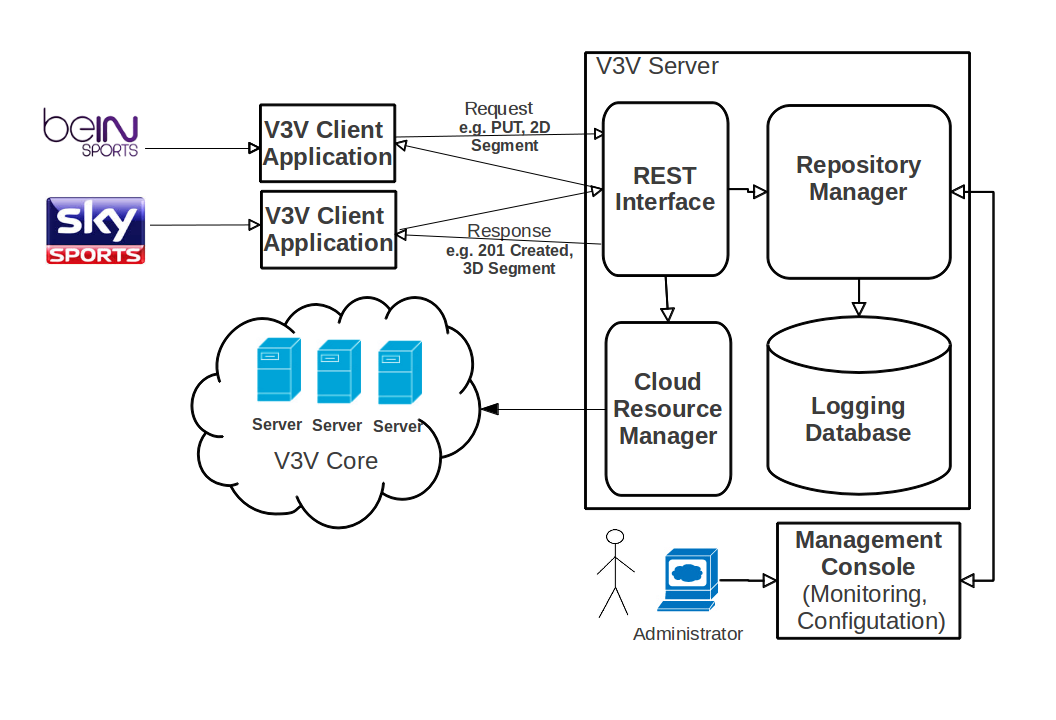 beIN
SPORTS
sky
SPORTS
V3V Client
Application
V3V Client
Application
Request
e.g. PUT, 2D
Segment
Response
e.g. 201 Created,
3D Segment
V3V Server
REST
Interface
Repository
Manager
Cloud
Resource
Manager
Logging
Database
Server
Server
Server
V3V Core
Administrator
Management
Console
(Monitoring,
Configutation)